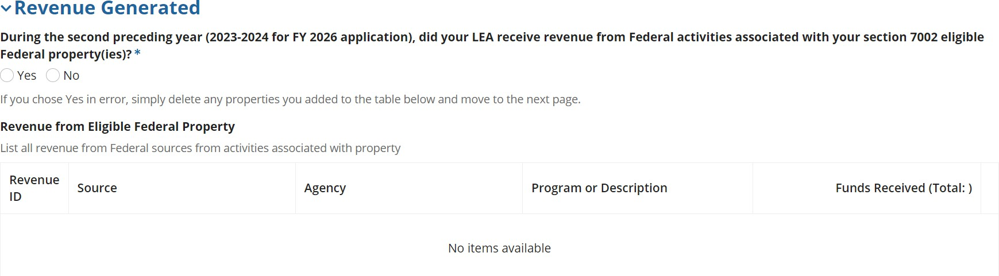 Revenue Generated
During the second preceding year (2023-2024 for FY 2026 application), did your LEA receive revenue from Federal activities associated with your section 7002 eligible
Federal property(ies)? *
Yes No
If you chose Yes in error, simply delete any properties you added to the table below and move to the next page.
Revenue from Eligible Federal Property
List all revenue from Federal sources from activities associated with property
Revenue
ID
Source
Agency
Program or Description
Funds Received (Total: )
No items available